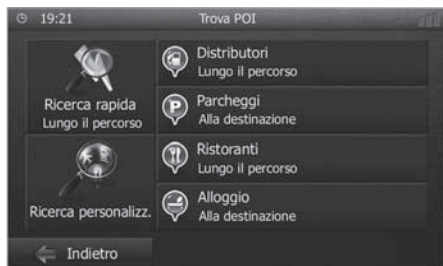 19:21
Trova POI
Ricerca rapida
Lungo il percorso
Ricerca personalizz.
Distributori
Lungo il percorso
P
Parcheggi
Alla destinazione
Ristoranti
Lungo il percorso
Alloggio
Alla destinazione
Indietro